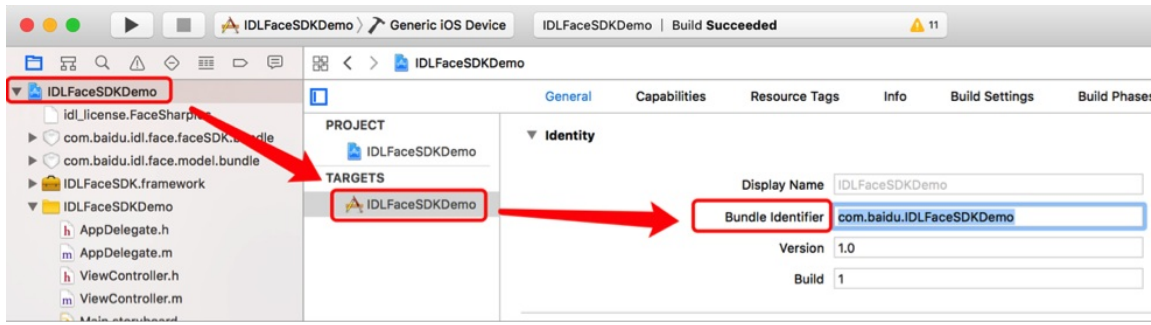 IDLFaceSDKDemo
Generic iOS Device
IDLFaceSDKDemo | Build Succeeded
11
IDLFaceSDKDemo
IDLFaceSDKDemo
idl_license.FaceSharp
com.baidu.idl.face.faceSDK.bundle
com.baidu.idl.face.model.bundle
IDLFaceSDK.framework
IDLFaceSDKDemo
h AppDelegate.h
m AppDelegate.m
h ViewController.h
m ViewController.m
Main.storyboard
General Capabilities Resource Tags Info Build Settings Build Phases
PROJECT
IDLFaceSDKDemo
TARGETS
IDLFaceSDKDemo
Identity
Display Name IDLFaceSDKDemo
Bundle Identifier com.baidu.IDLFaceSDKDemo
Version 1.0
Build 1